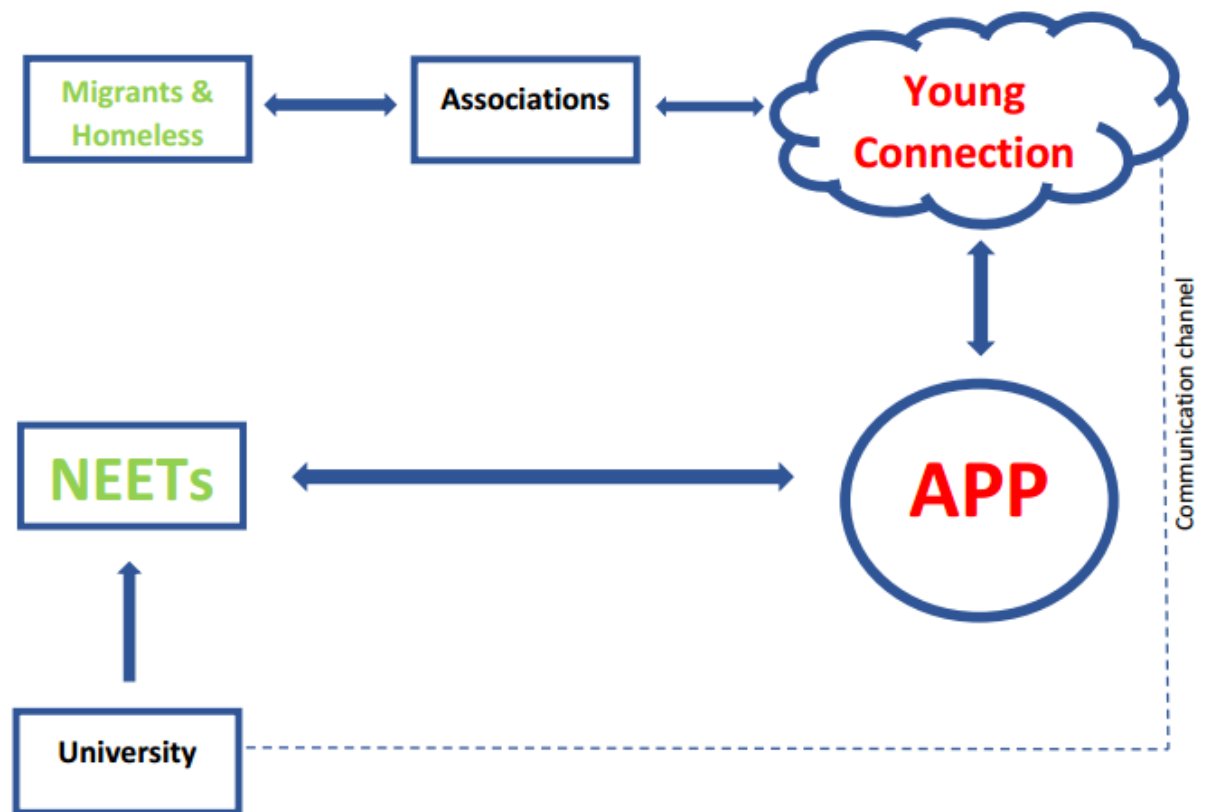 Migrants &
Homeless
Associations
Young
Connection
Communication channel
NEETs
APP
University